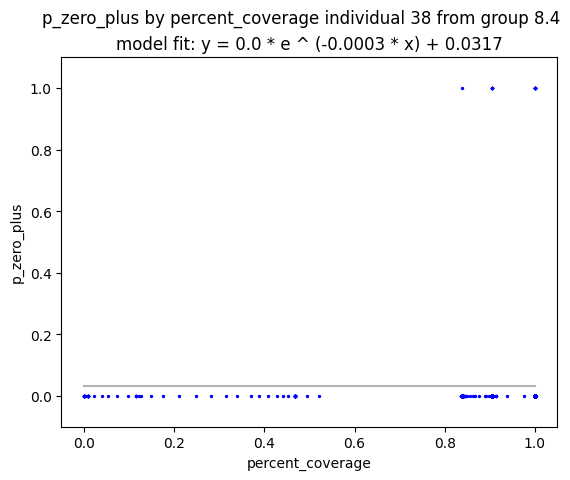 p_zero_plus by percent_coverage individual 38 from group 8.4
model fit: y = 0.0 * e ^ (-0.0003 * x) + 0.0317
1.0
0.8
0.6
0.4
0.2
0.0
p_zero_plus
0.0 0.2 0.4 0.6 0.8 1.0
percent_coverage